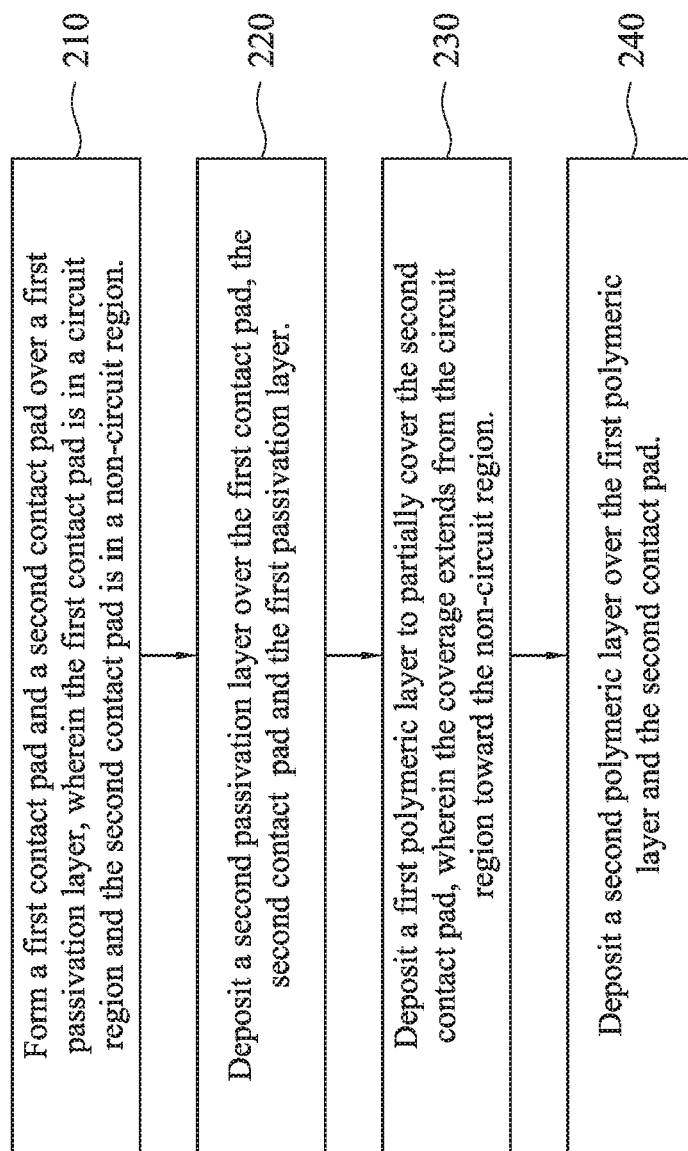 Form a first contact pad and a second contact pad over a first
passivation layer, wherein the first contact pad is in a circuit
region and the second contact pad is in a non-circuit region.
210
Deposit a second passivation layer over the first contact pad, the
second contact pad and the first passivation layer.
220
Deposit a first polymeric layer to partially cover the second
contact pad, wherein the coverage extends from the circuit
region toward the non-circuit region.
230
Deposit a second polymeric layer over the first polymeric
layer and the second contact pad.
240